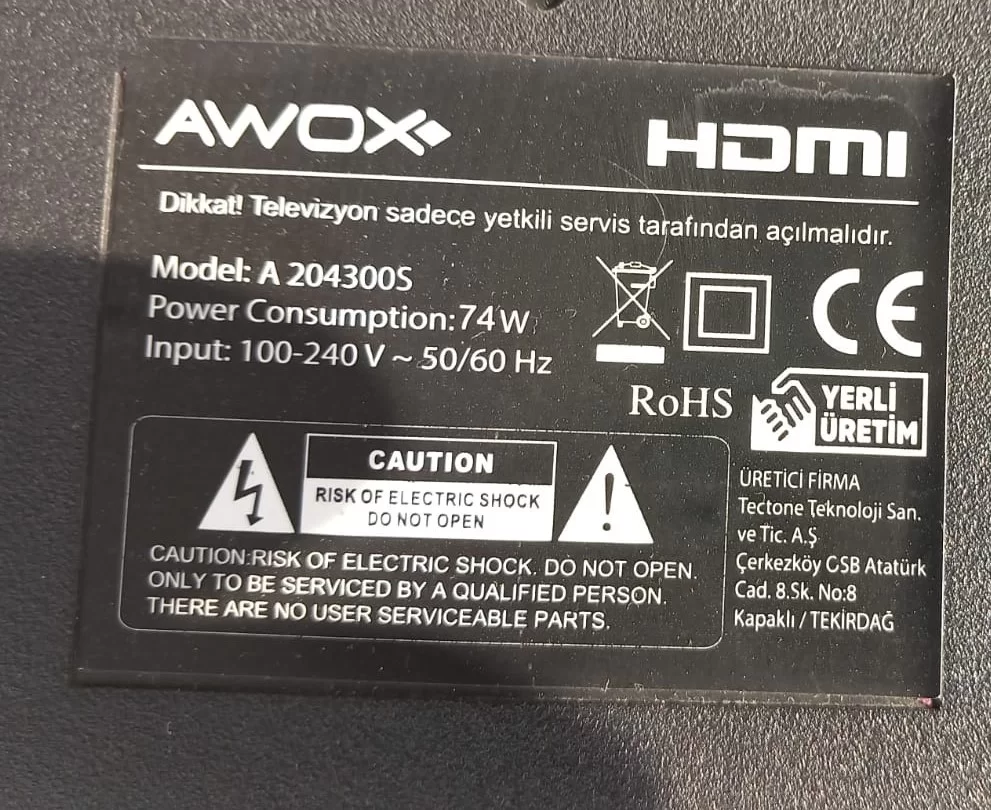 AWOX
HDMI
Dikkat! Televizyon sadece yetkili servis tarafından açılmalıdır.
Model: A 204300S
Power Consumption: 74W
Input: 100-240 V ~ 50/60 Hz
CE
RoHS
YERLİ
ÜRETİM
CAUTION
RISK OF ELECTRIC SHOCK
DO NOT OPEN
CAUTION:RISK OF ELECTRIC SHOCK. DO NOT OPEN.
ONLY TO BE SERVICED BY A QUALIFIED PERSON.
THERE ARE NO USER SERVICEABLE PARTS.
ÜRETİCİ FİRMA
Tectone Teknoloji San.
ve Tic. A.Ş
Çerkezköy OSB Atatürk
Cad. 8.Sk. No:8
Kapaklı / TEKİRDAĞ